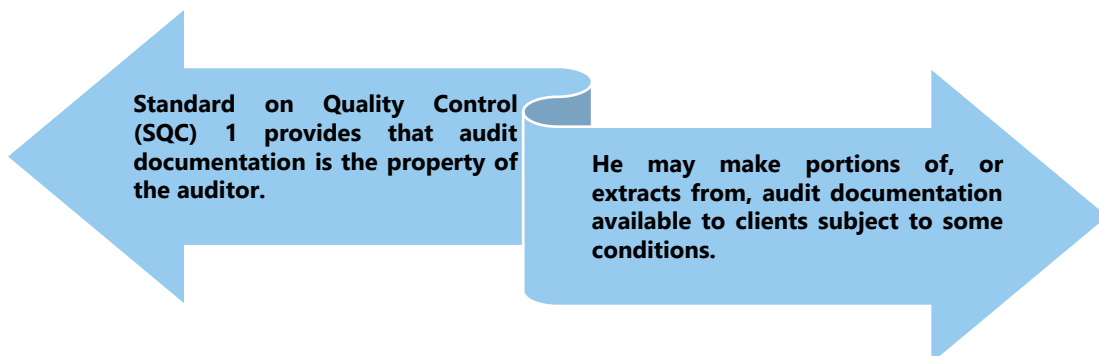 Standard on Quality Control
(SQC) 1 provides that audit
documentation is the property of
the auditor.
He may make portions of, or
extracts from, audit documentation
available to clients subject to some
conditions.